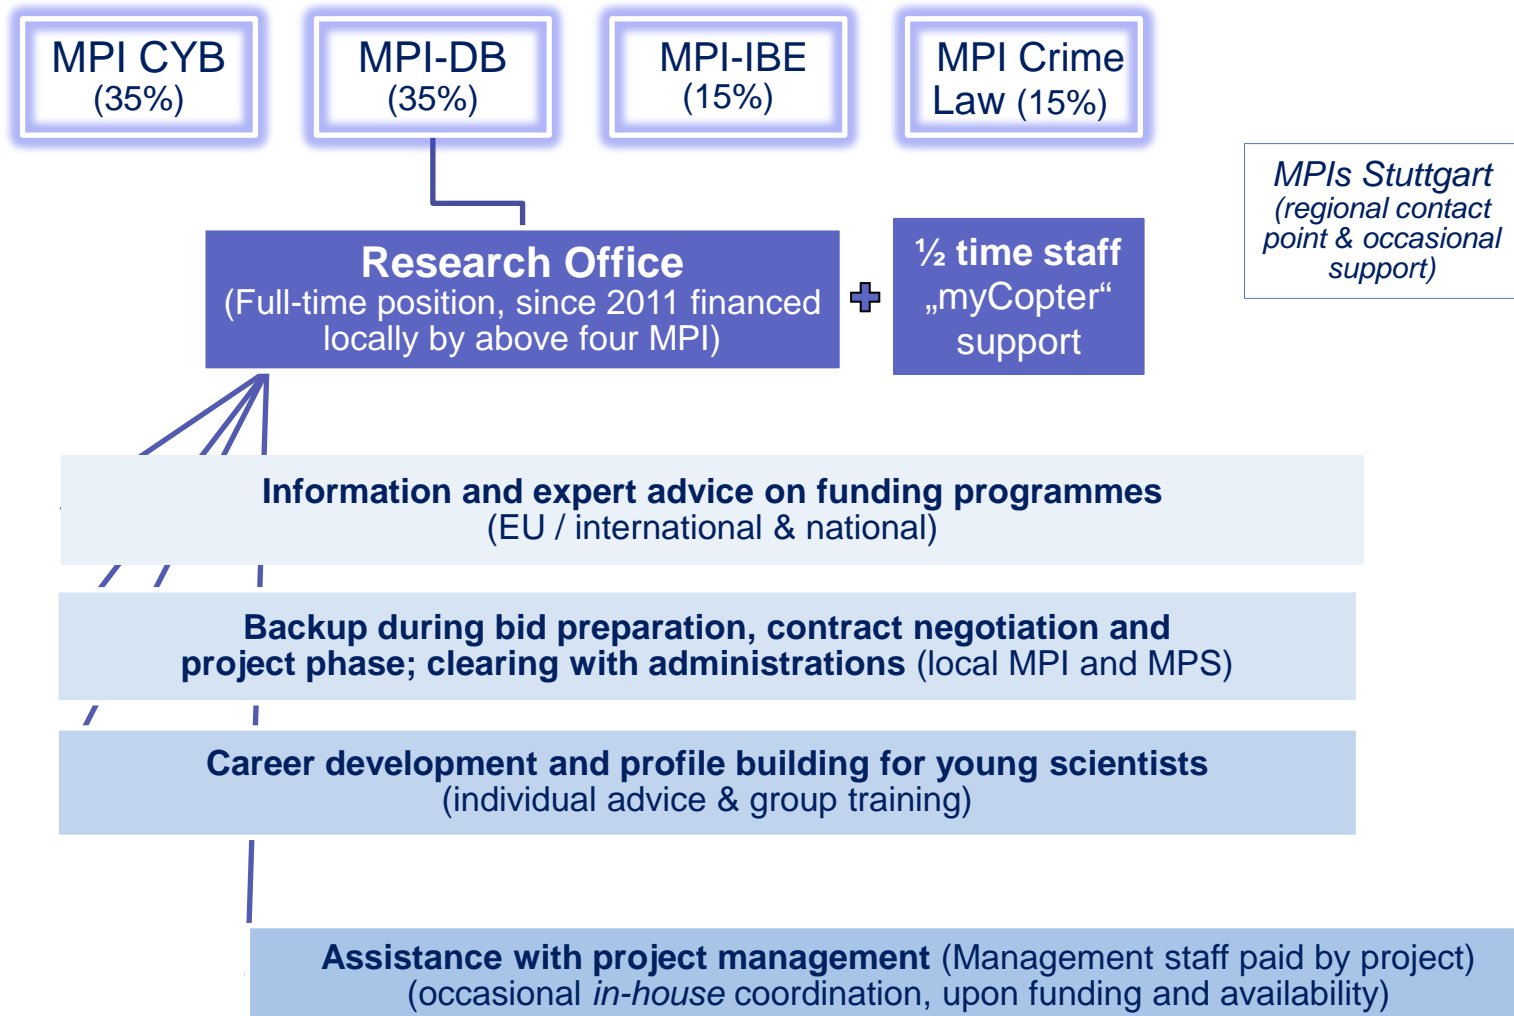 MPI CYB
(35%)
MPI-DB
(35%)
MPI-IBE
(15%)
MPI Crime
Law (15%)
MPIs Stuttgart
(regional contact
point & occasional
support)
Research Office
(Full-time position, since 2011 financed
locally by above four MPI)
½ time staff
„myCopter“
support
Information and expert advice on funding programmes
(EU / international & national)
Backup during bid preparation, contract negotiation and
project phase; clearing with administrations (local MPI and MPS)
Career development and profile building for young scientists
(individual advice & group training)
Assistance with project management (Management staff paid by project)
(occasional in-house coordination, upon funding and availability)